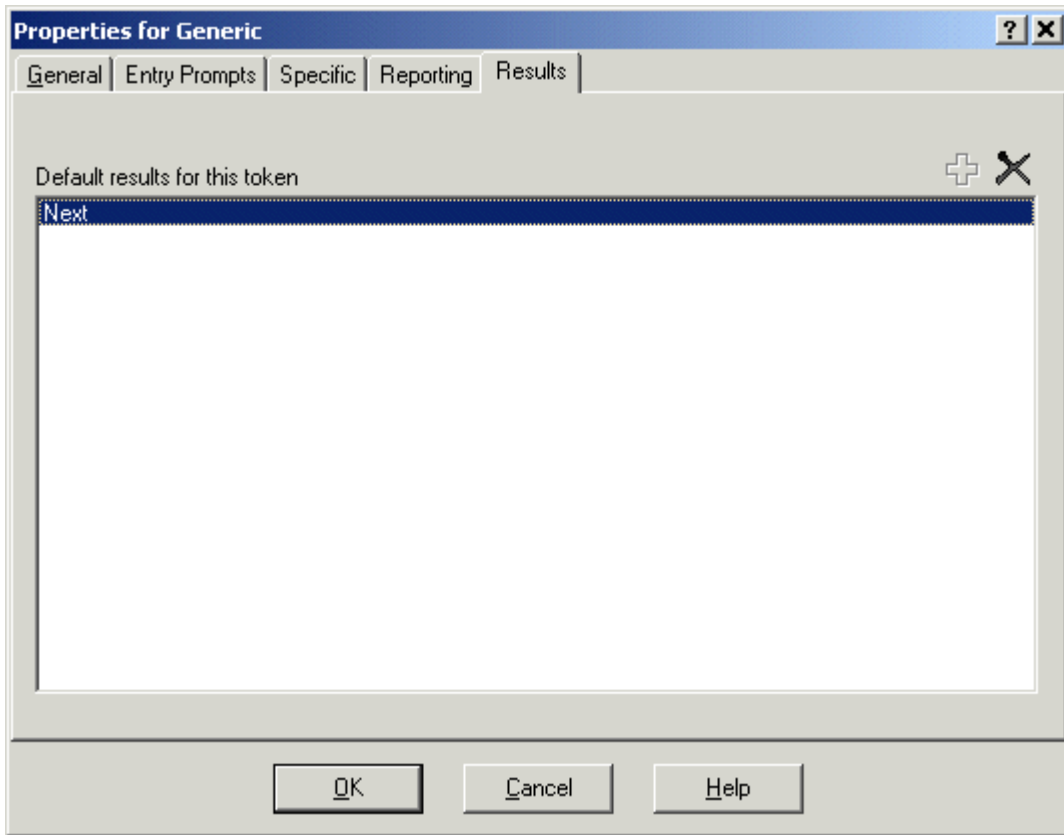 Properties for Generic
General Entry Prompts Specific Reporting Results
Default results for this token
Next
OK Cancel Help